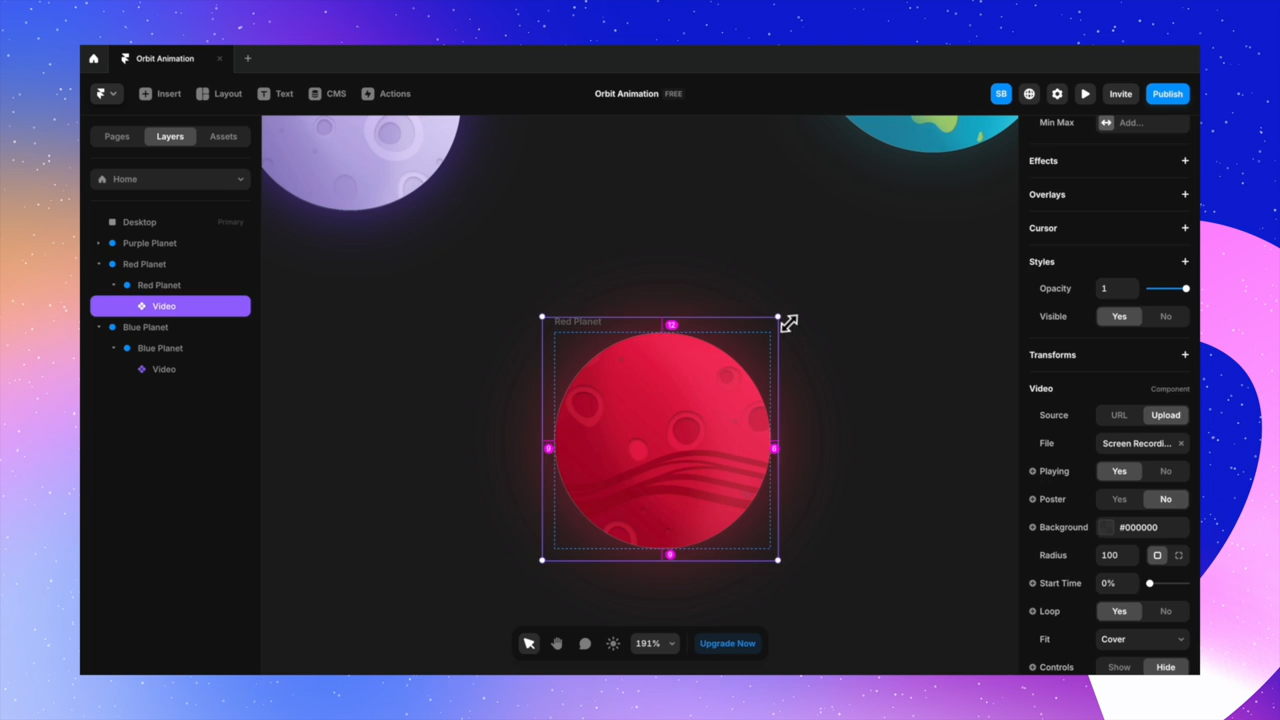 Orbit Animation
Insert
Layout
Text
CMS
Actions
Orbit Animation FREE
SB
Invite
Publish
Pages
Layers
Assets
Home
Desktop
Primary
Purple Planet
Red Planet
Red Planet
Video
Blue Planet
Blue Planet
Video
Red Planet
12
9
6
9
191%
Upgrade Now
Min Max
Add...
Effects
Overlays
Cursor
Styles
Opacity
1
Visible
Yes
No
Transforms
Video
Component
Source
URL
Upload
File
Screen Recordi...
Playing
Yes
No
Poster
Yes
No
Background
#000000
Radius
100
Start Time
0%
Loop
Yes
No
Fit
Cover
Controls
Show
Hide